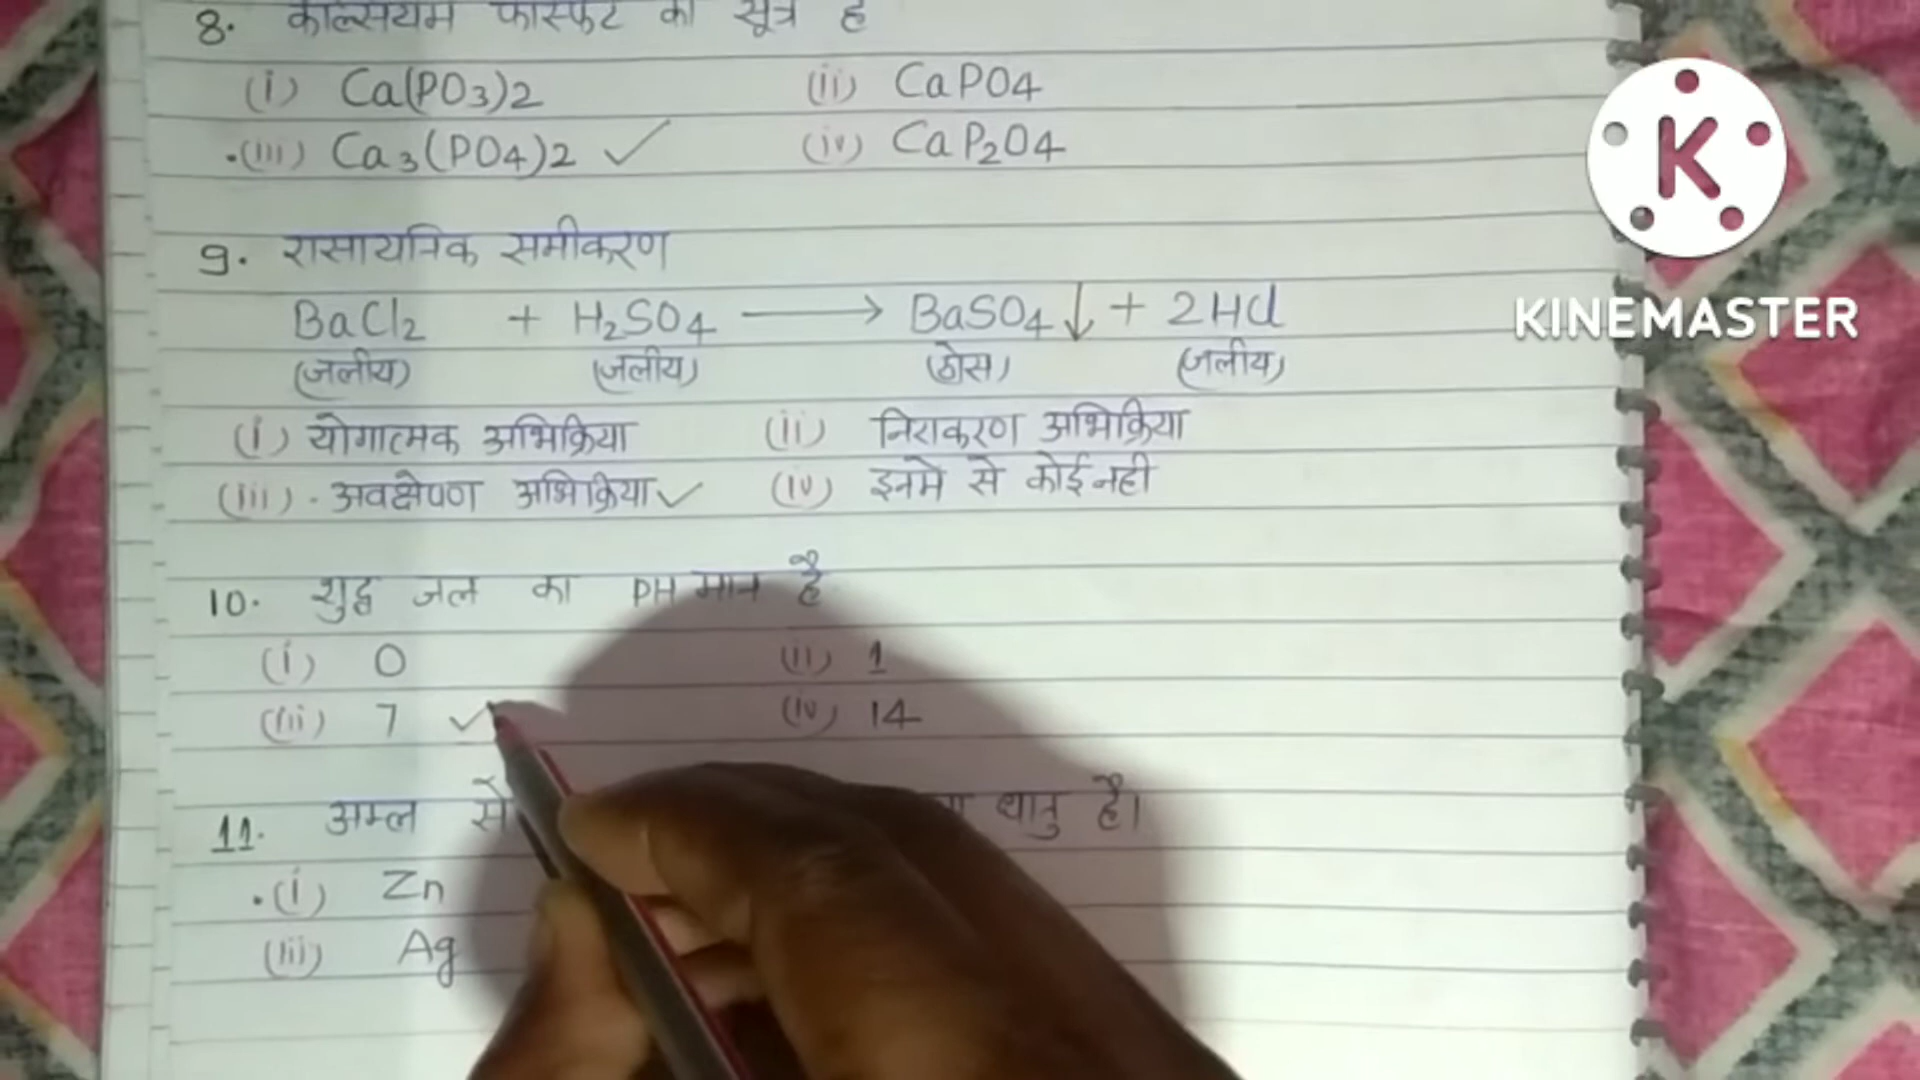 8. कैल्सियम फॉस्फेट का सूत्र है
(i) Ca(PO3)2 (ii) CaPO4
(iii) Ca3(PO4)2 ✓ (iv) CaP2O4
9. रासायनिक समीकरण
BaCl2 + H2SO4 ⟶ BaSO4↓ + 2HCl
(जलीय) (जलीय) (ठोस) (जलीय)
(i) योगात्मक अभिक्रिया (ii) निराकरण अभिक्रिया
(iii) अवक्षेपण अभिक्रिया ✓ (iv) इनमे से कोई नही
10. शुद्ध जल का PH मान है
(i) 0 (ii) 1
(iii) 7 ✓ (iv) 14
11. अम्ल से धातु है।
(i) Zn
(iii) Ag
K
KINEMASTER